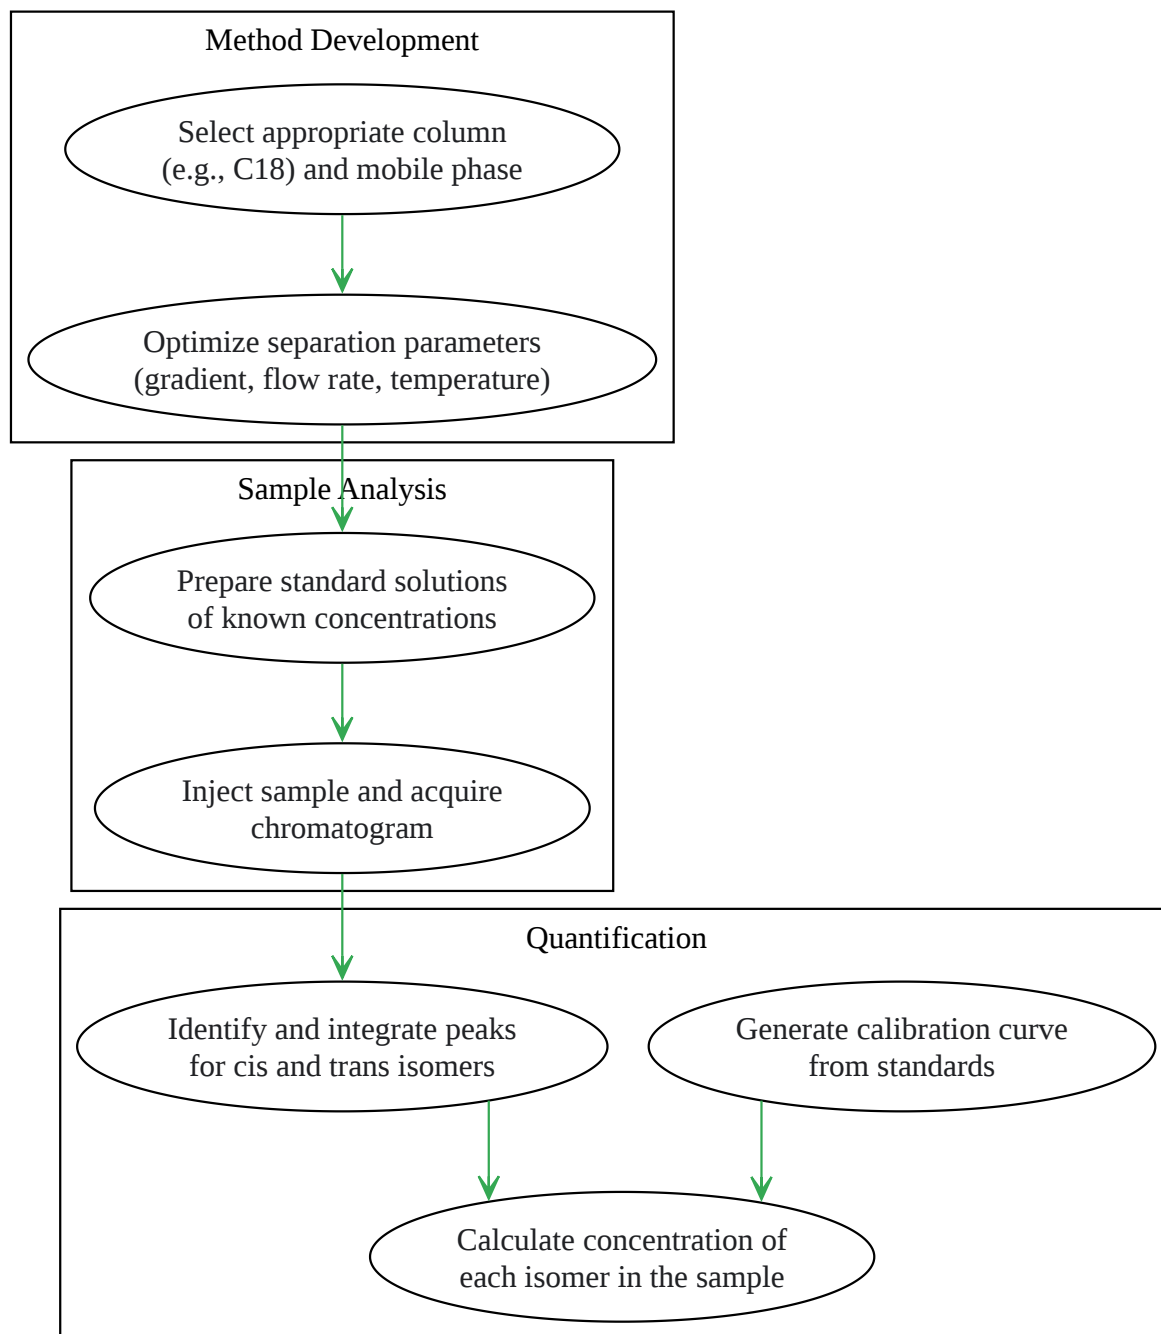 Method Development
Select appropriate column
(e.g., C18) and mobile phase
Optimize separation parameters
(gradient, flow rate, temperature)
Sample Analysis
Prepare standard solutions
of known concentrations
Inject sample and acquire
chromatogram
Quantification
Identify and integrate peaks
for cis and trans isomers
Generate calibration curve
from standards
Calculate concentration of
each isomer in the sample